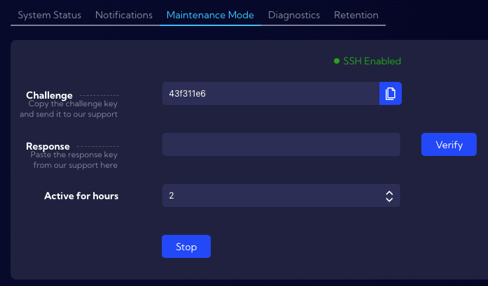 System Status Notifications Maintenance Mode Diagnostics Retention
SSH Enabled
Challenge
Copy the challenge key
and send it to our support
43f311e6
Response
Paste the response key
from our support here
Verify
Active for hours
2
Stop